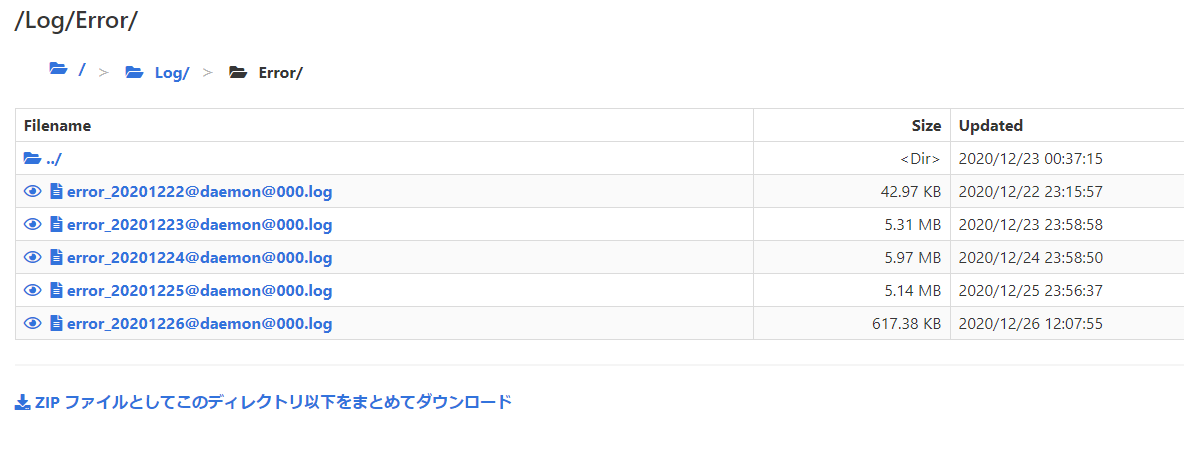 /Log/Error/
/ > Log/ > Error/
Filename Size Updated
../ <Dir> 2020/12/23 00:37:15
error_20201222@daemon@000.log 42.97 KB 2020/12/22 23:15:57
error_20201223@daemon@000.log 5.31 MB 2020/12/23 23:58:58
error_20201224@daemon@000.log 5.97 MB 2020/12/24 23:58:50
error_20201225@daemon@000.log 5.14 MB 2020/12/25 23:56:37
error_20201226@daemon@000.log 617.38 KB 2020/12/26 12:07:55
ZIP ファイルとしてこのディレクトリ以下をまとめてダウンロード